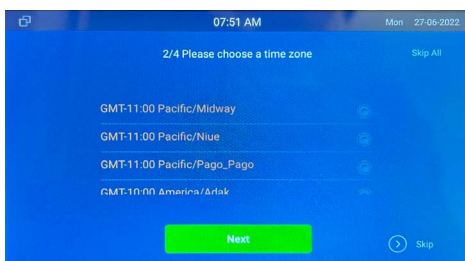 07:51 AM
Mon 27-06-2022
2/4 Please choose a time zone
Skip All
GMT-11:00 Pacific/Midway
GMT-11:00 Pacific/Niue
GMT-11:00 Pacific/Pago_Pago
GMT-10:00 America/Adak
Next
Skip